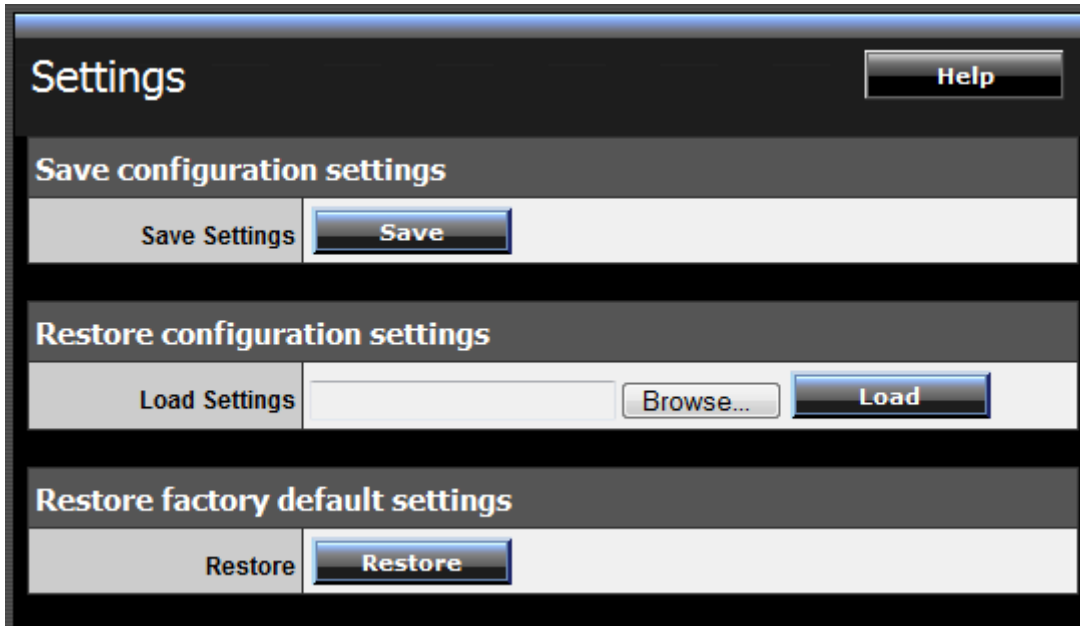 Settings
Help
Save configuration settings
Save Settings
Save
Restore configuration settings
Load Settings
Browse...
Load
Restore factory default settings
Restore
Restore